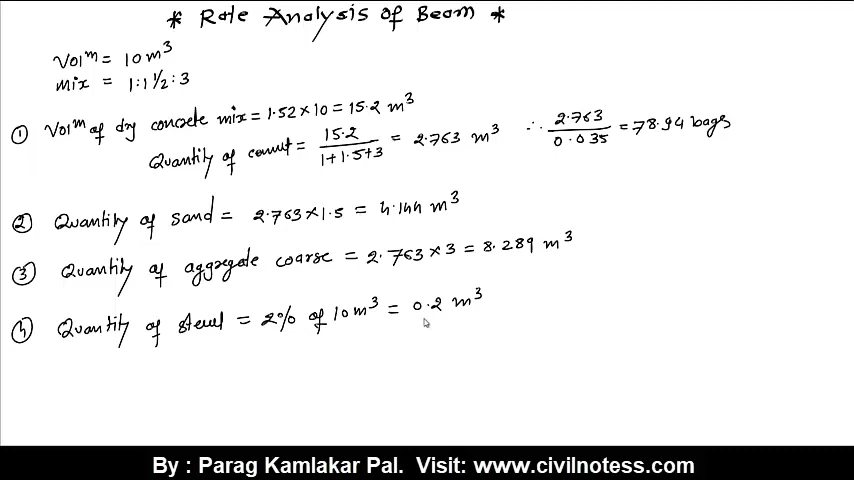 * Rate Analysis of Beam *
Volm = 10 m³
mix = 1:1 1/2:3
① Volm of dry concrete mix = 1.52 × 10 = 15.2 m³
Quantity of cement = 15.2 / 1+1.5+3 = 2.763 m³ ∴ 2.763 / 0.035 = 78.94 bags
② Quantity of sand = 2.763 × 1.5 = 4.144 m³
③ Quantity of aggregate coarse = 2.763 × 3 = 8.289 m³
④ Quantity of steel = 2% of 10 m³ = 0.2 m³
By : Parag Kamlakar Pal. Visit: www.civilnotess.com